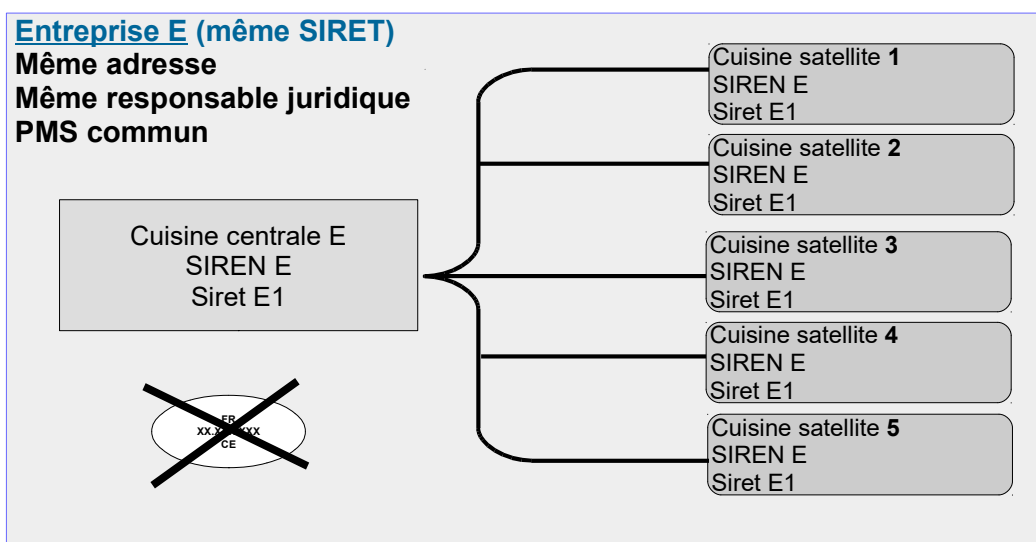 Entreprise E (même SIRET)
Même adresse
Même responsable juridique
PMS commun
Cuisine centrale E
SIREN E
Siret E1
FR
CE
Cuisine satellite 1
SIREN E
Siret E1
Cuisine satellite 2
SIREN E
Siret E1
Cuisine satellite 3
SIREN E
Siret E1
Cuisine satellite 4
SIREN E
Siret E1
Cuisine satellite 5
SIREN E
Siret E1